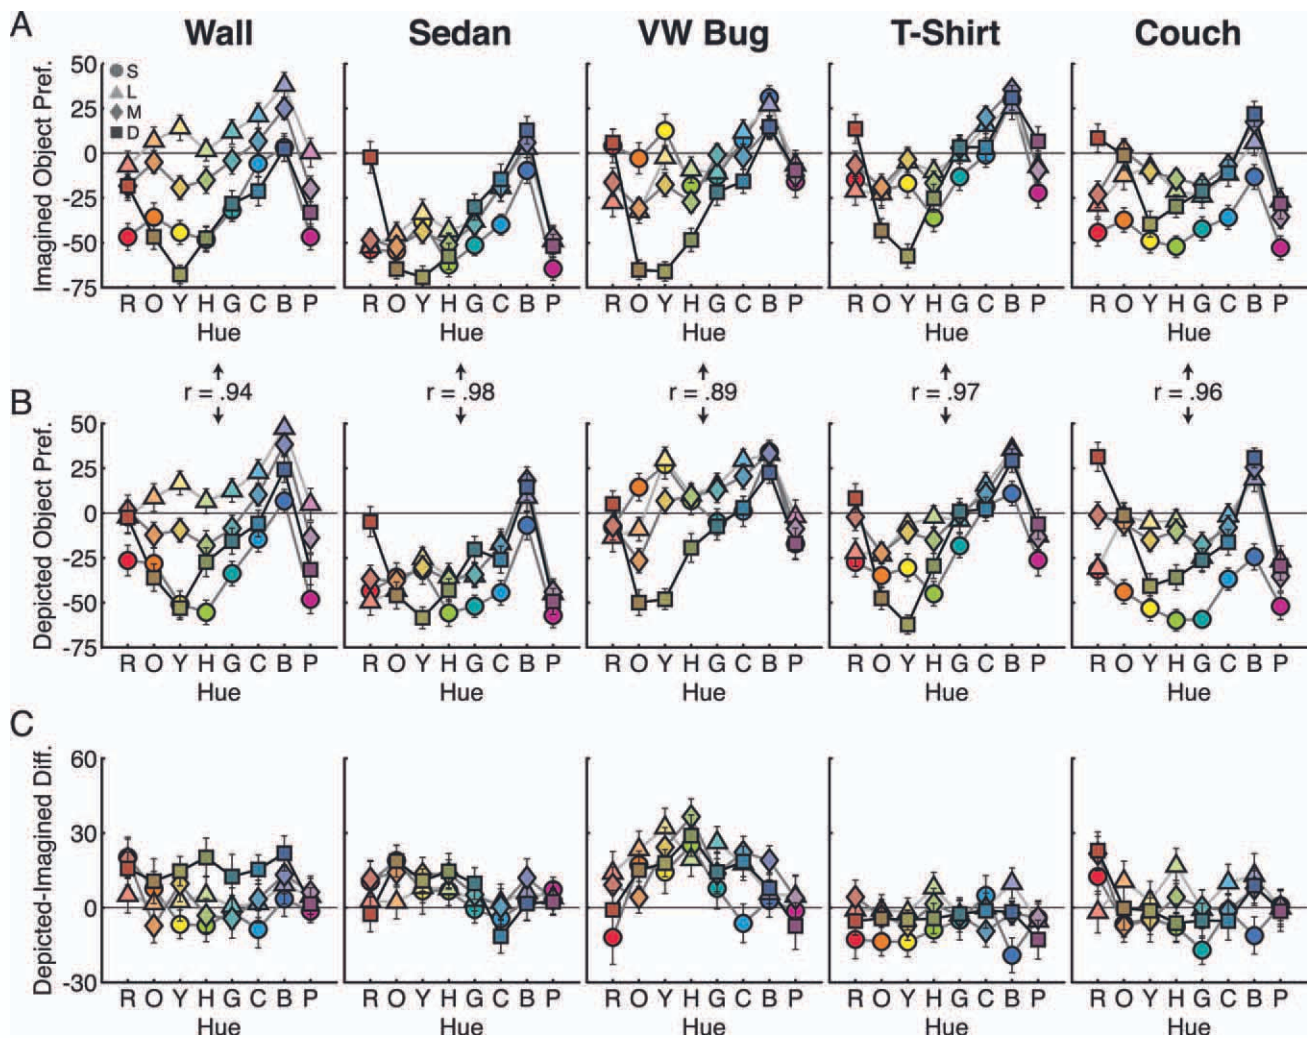 A
Wall Sedan VW Bug T-Shirt Couch
Imagined Object Pref.
50
25
0
-25
-50
-75
S
L
M
D
R O Y H G C B P R O Y H G C B P R O Y H G C B P R O Y H G C B P R O Y H G C B P
Hue Hue Hue Hue Hue
r = .94 r = .98 r = .89 r = .97 r = .96
B
Depicted Object Pref.
50
25
0
-25
-50
-75
R O Y H G C B P R O Y H G C B P R O Y H G C B P R O Y H G C B P R O Y H G C B P
Hue Hue Hue Hue Hue
C
Depicted-Imagined Diff.
60
30
0
-30
R O Y H G C B P R O Y H G C B P R O Y H G C B P R O Y H G C B P R O Y H G C B P
Hue Hue Hue Hue Hue